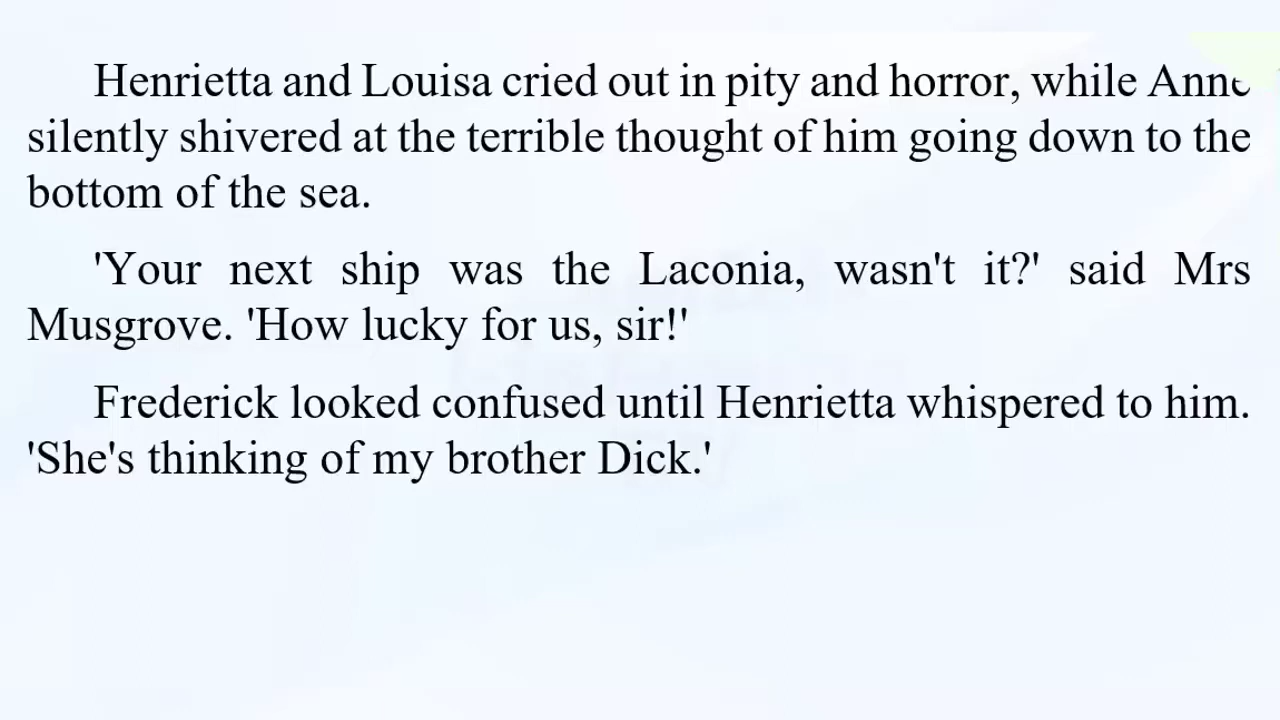 Henrietta and Louisa cried out in pity and horror, while Anne
silently shivered at the terrible thought of him going down to the
bottom of the sea.
'Your next ship was the Laconia, wasn't it?' said Mrs
Musgrove. 'How lucky for us, sir!'
Frederick looked confused until Henrietta whispered to him.
'She's thinking of my brother Dick.'